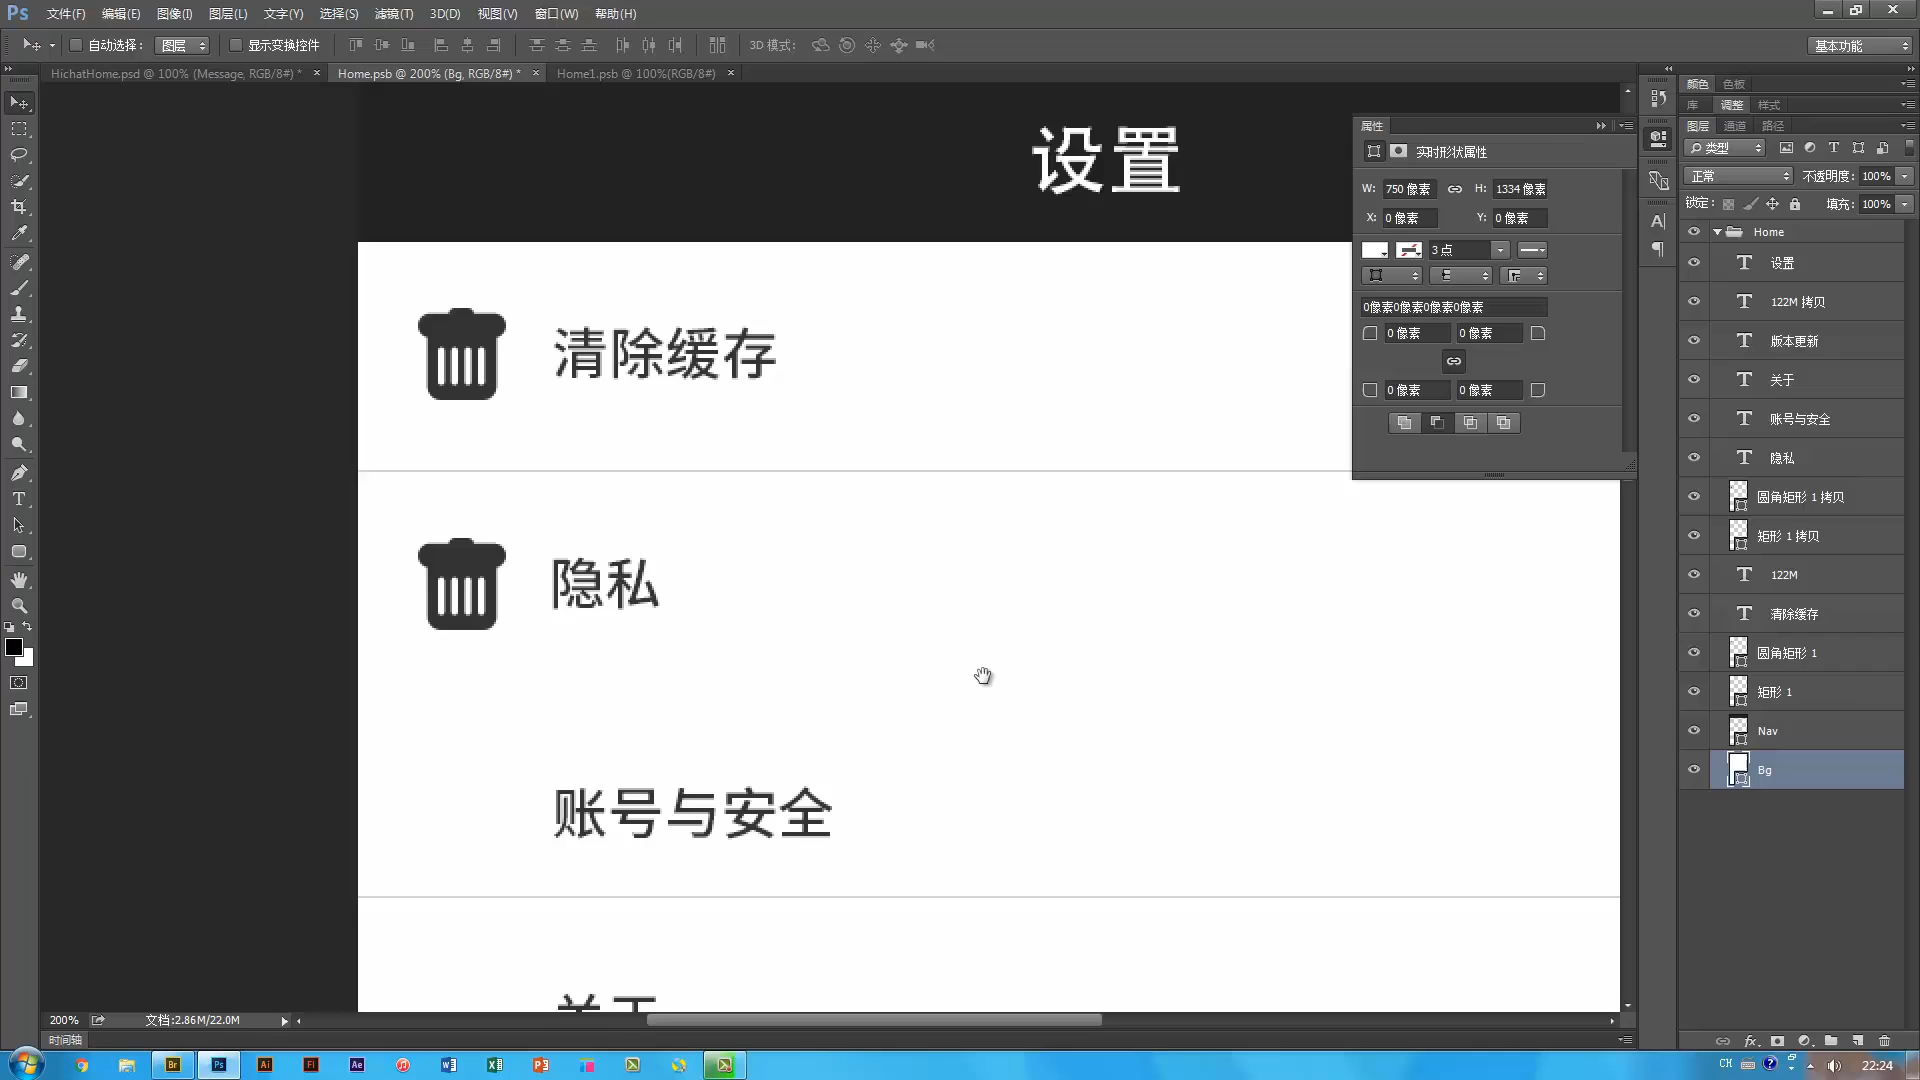 Ps 文件(F) 编辑(E) 图像(I) 图层(L) 文字(Y) 选择(S) 滤镜(T) 3D(D) 视图(V) 窗口(W) 帮助(H)
自动选择: 图层 显示变换控件 3D 模式: 基本功能
HichatHome.psd @ 100% (Message, RGB/8#) * × Home.psb @ 200% (Bg, RGB/8#) * × Home1.psb @ 100%(RGB/8#) ×
颜色 色板
库 调整 样式
图层 通道 路径
类型
正常 不透明度: 100%
锁定: 填充: 100%
Home
设置
122M 拷贝
版本更新
关于
账号与安全
隐私
圆角矩形 1 拷贝
矩形 1 拷贝
122M
清除缓存
圆角矩形 1
矩形 1
Nav
Bg
属性
实时形状属性
W: 750 像素 H: 1334 像素
X: 0 像素 Y: 0 像素
3 点
0像素0像素0像素0像素
0 像素 0 像素
0 像素 0 像素
设置
清除缓存
隐私
账号与安全
200% 文档:2.86M/22.0M
时间轴
Br Ps Ai Fl Ae
CH 22:24